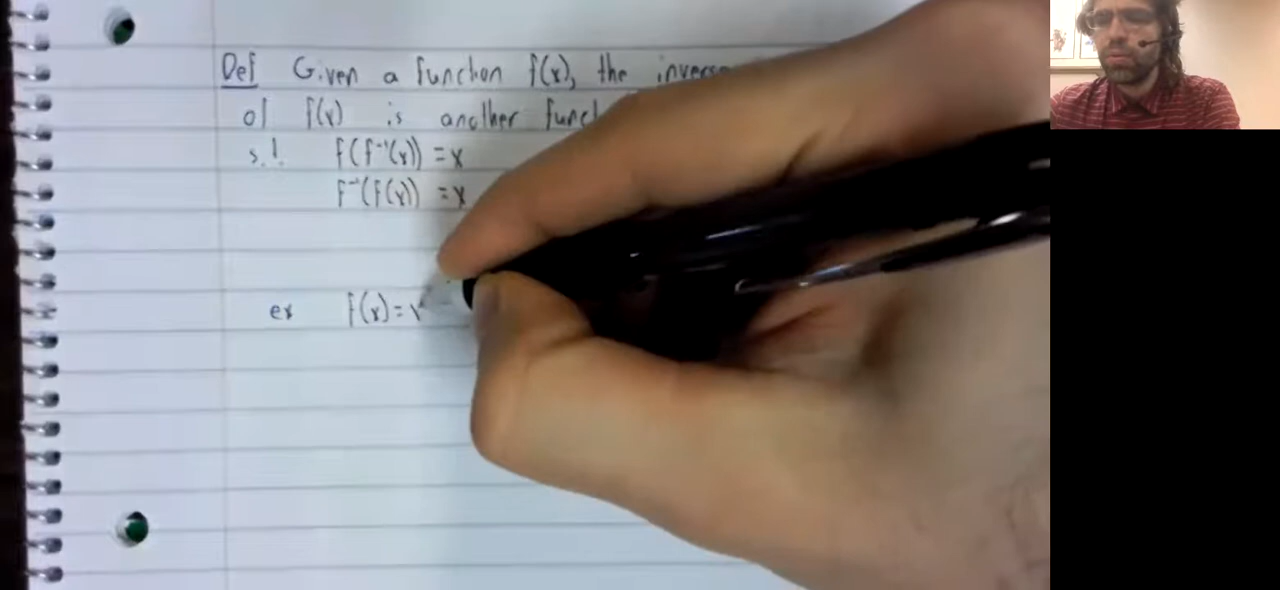 Def Given a function f(x), the inverse
of f(x) is another funct
s.t. f(f⁻¹(x)) = x
f⁻¹(f(x)) = x
ex f(x)=x